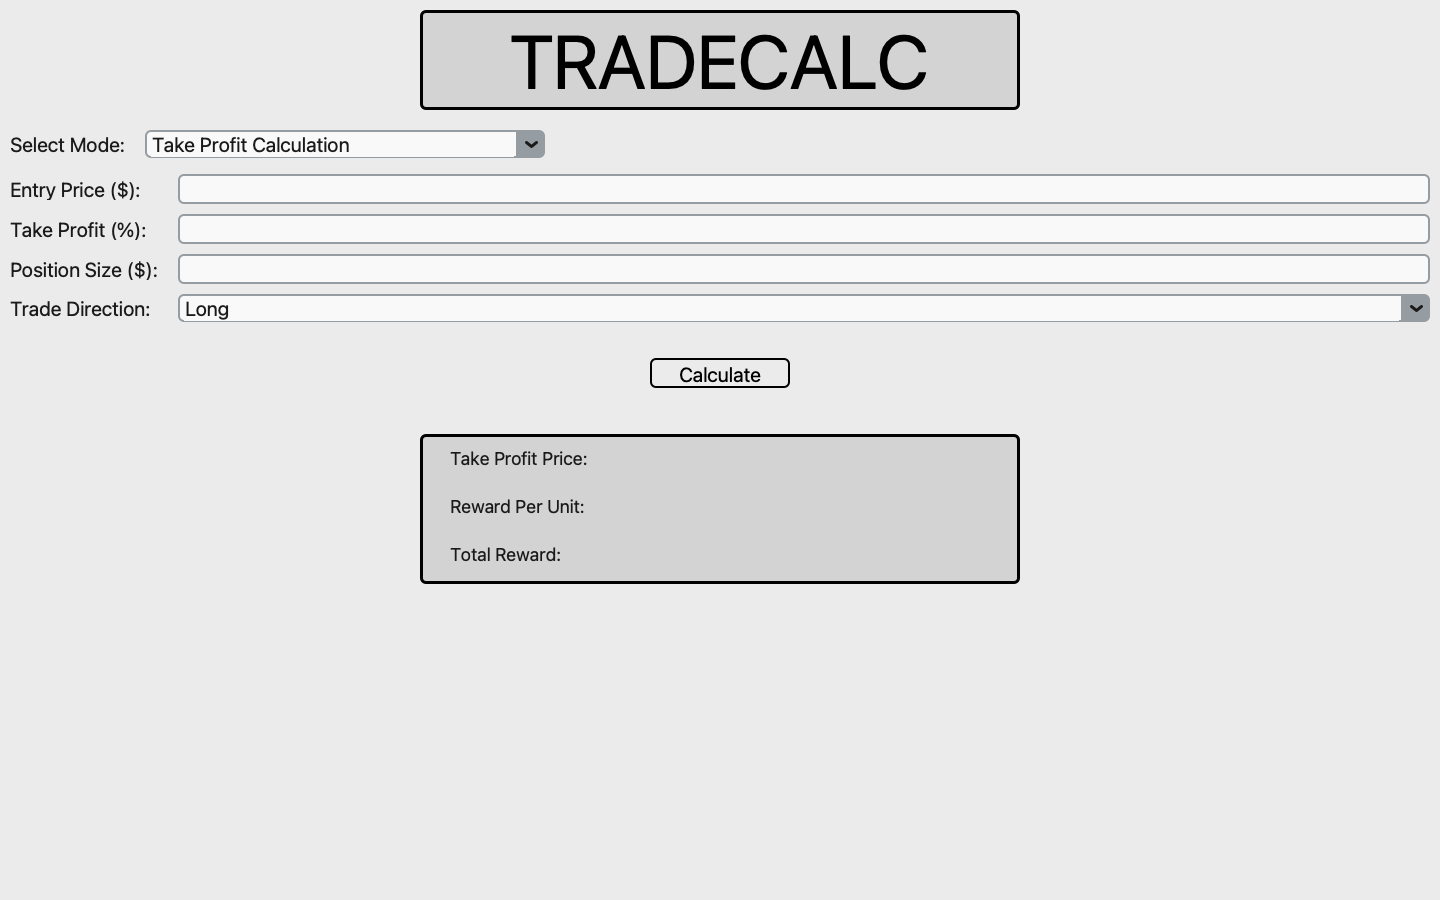 TRADECALC
Select Mode: Take Profit Calculation
Entry Price ($):
Take Profit (%):
Position Size ($):
Trade Direction: Long
Calculate
Take Profit Price:
Reward Per Unit:
Total Reward: